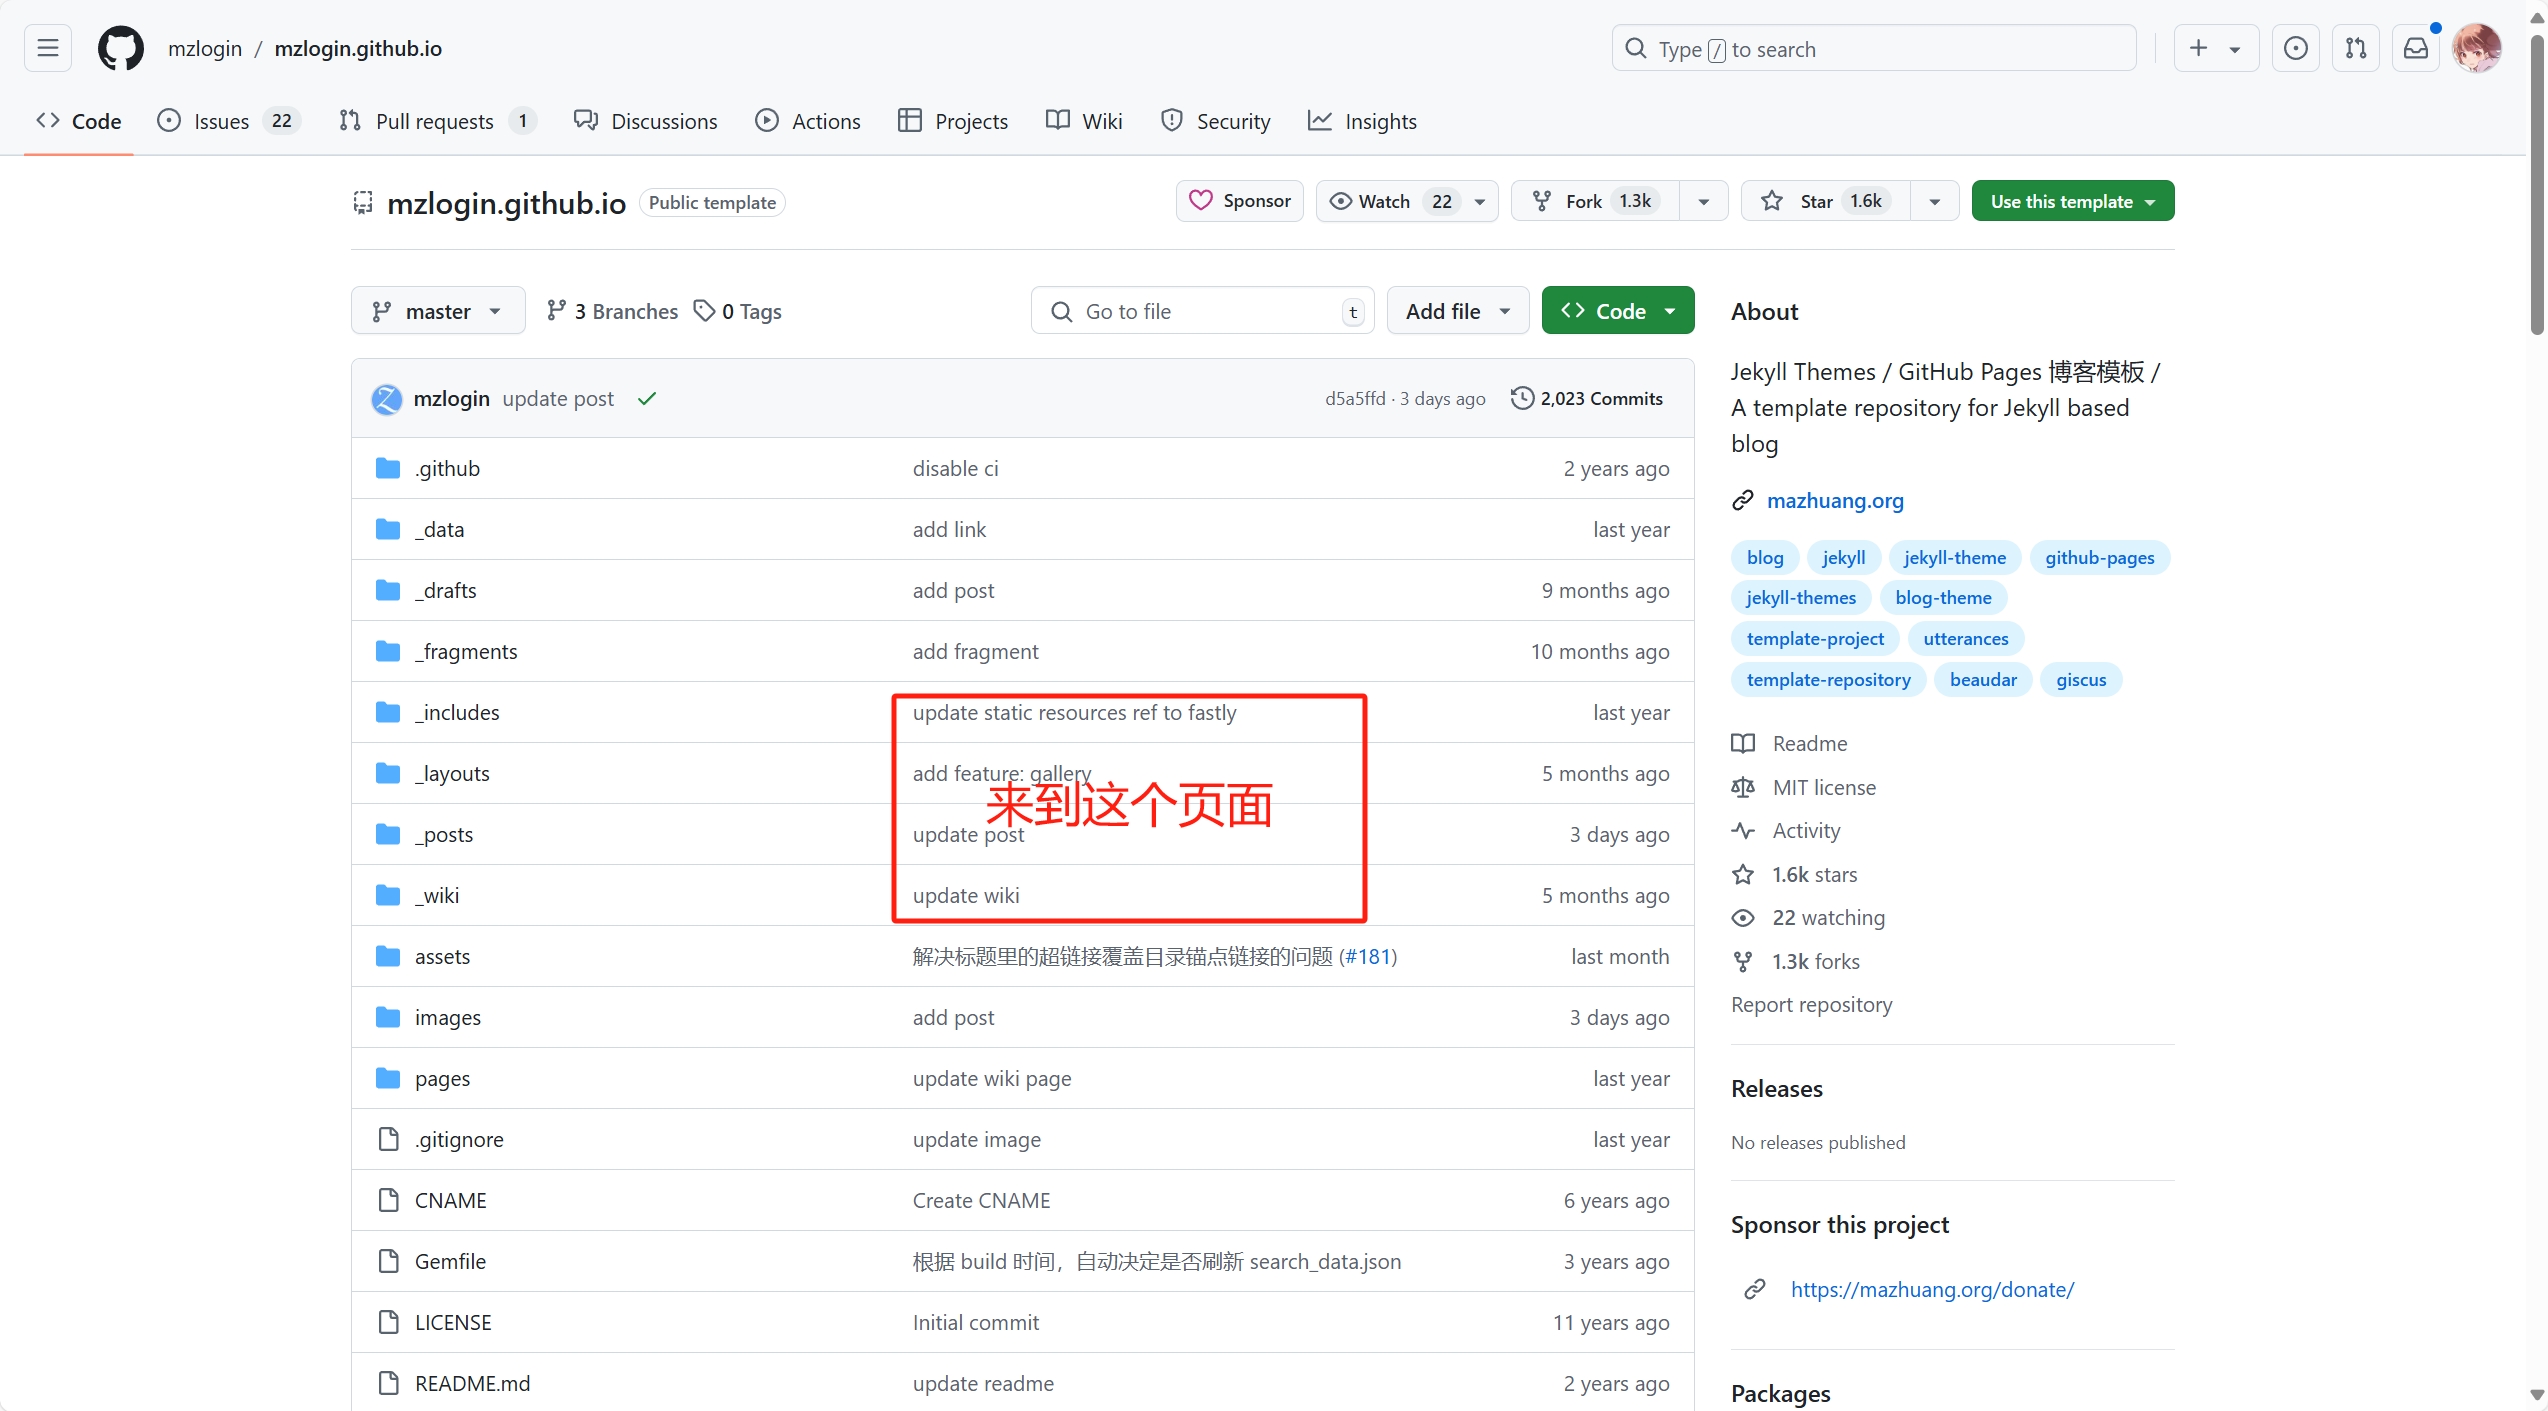 mzlogin / mzlogin.github.io
Type / to search
Code
Issues 22
Pull requests 1
Discussions
Actions
Projects
Wiki
Security
Insights
mzlogin.github.io Public template
Sponsor
Watch 22
Fork 1.3k
Star 1.6k
Use this template
master
3 Branches
0 Tags
Go to file t
Add file
Code
mzlogin update post
d5a5ffd · 3 days ago
2,023 Commits
.github disable ci 2 years ago
_data add link last year
_drafts add post 9 months ago
_fragments add fragment 10 months ago
_includes update static resources ref to fastly last year
_layouts add feature: gallery 5 months ago
来到这个页面
_posts update post 3 days ago
_wiki update wiki 5 months ago
assets 解决标题里的超链接覆盖目录锚点链接的问题 (#181) last month
images add post 3 days ago
pages update wiki page last year
.gitignore update image last year
CNAME Create CNAME 6 years ago
Gemfile 根据 build 时间，自动决定是否刷新 search_data.json 3 years ago
LICENSE Initial commit 11 years ago
README.md update readme 2 years ago
About
Jekyll Themes / GitHub Pages 博客模板 /
A template repository for Jekyll based
blog
mazhuang.org
blog jekyll jekyll-theme github-pages
jekyll-themes blog-theme
template-project utterances
template-repository beaudar giscus
Readme
MIT license
Activity
1.6k stars
22 watching
1.3k forks
Report repository
Releases
No releases published
Sponsor this project
https://mazhuang.org/donate/
Packages